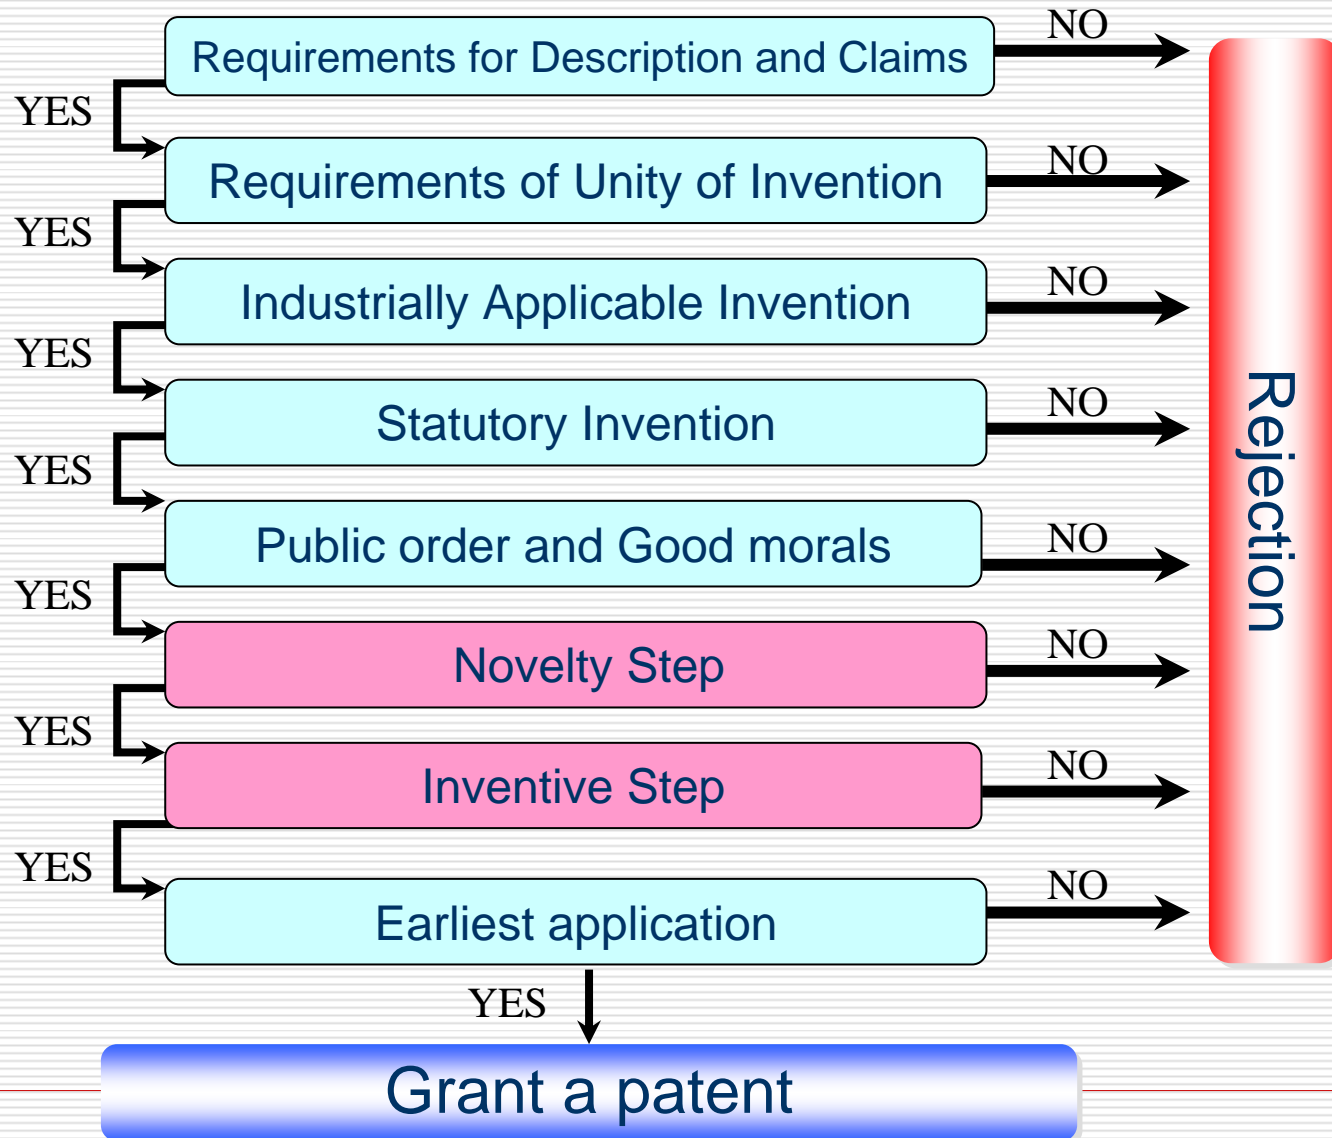 Requirements for Description and Claims
NO
YES
Requirements of Unity of Invention
NO
YES
Industrially Applicable Invention
NO
YES
Statutory Invention
NO
YES
Public order and Good morals
NO
YES
Novelty Step
NO
YES
Inventive Step
NO
YES
Earliest application
NO
Rejection
YES
Grant a patent